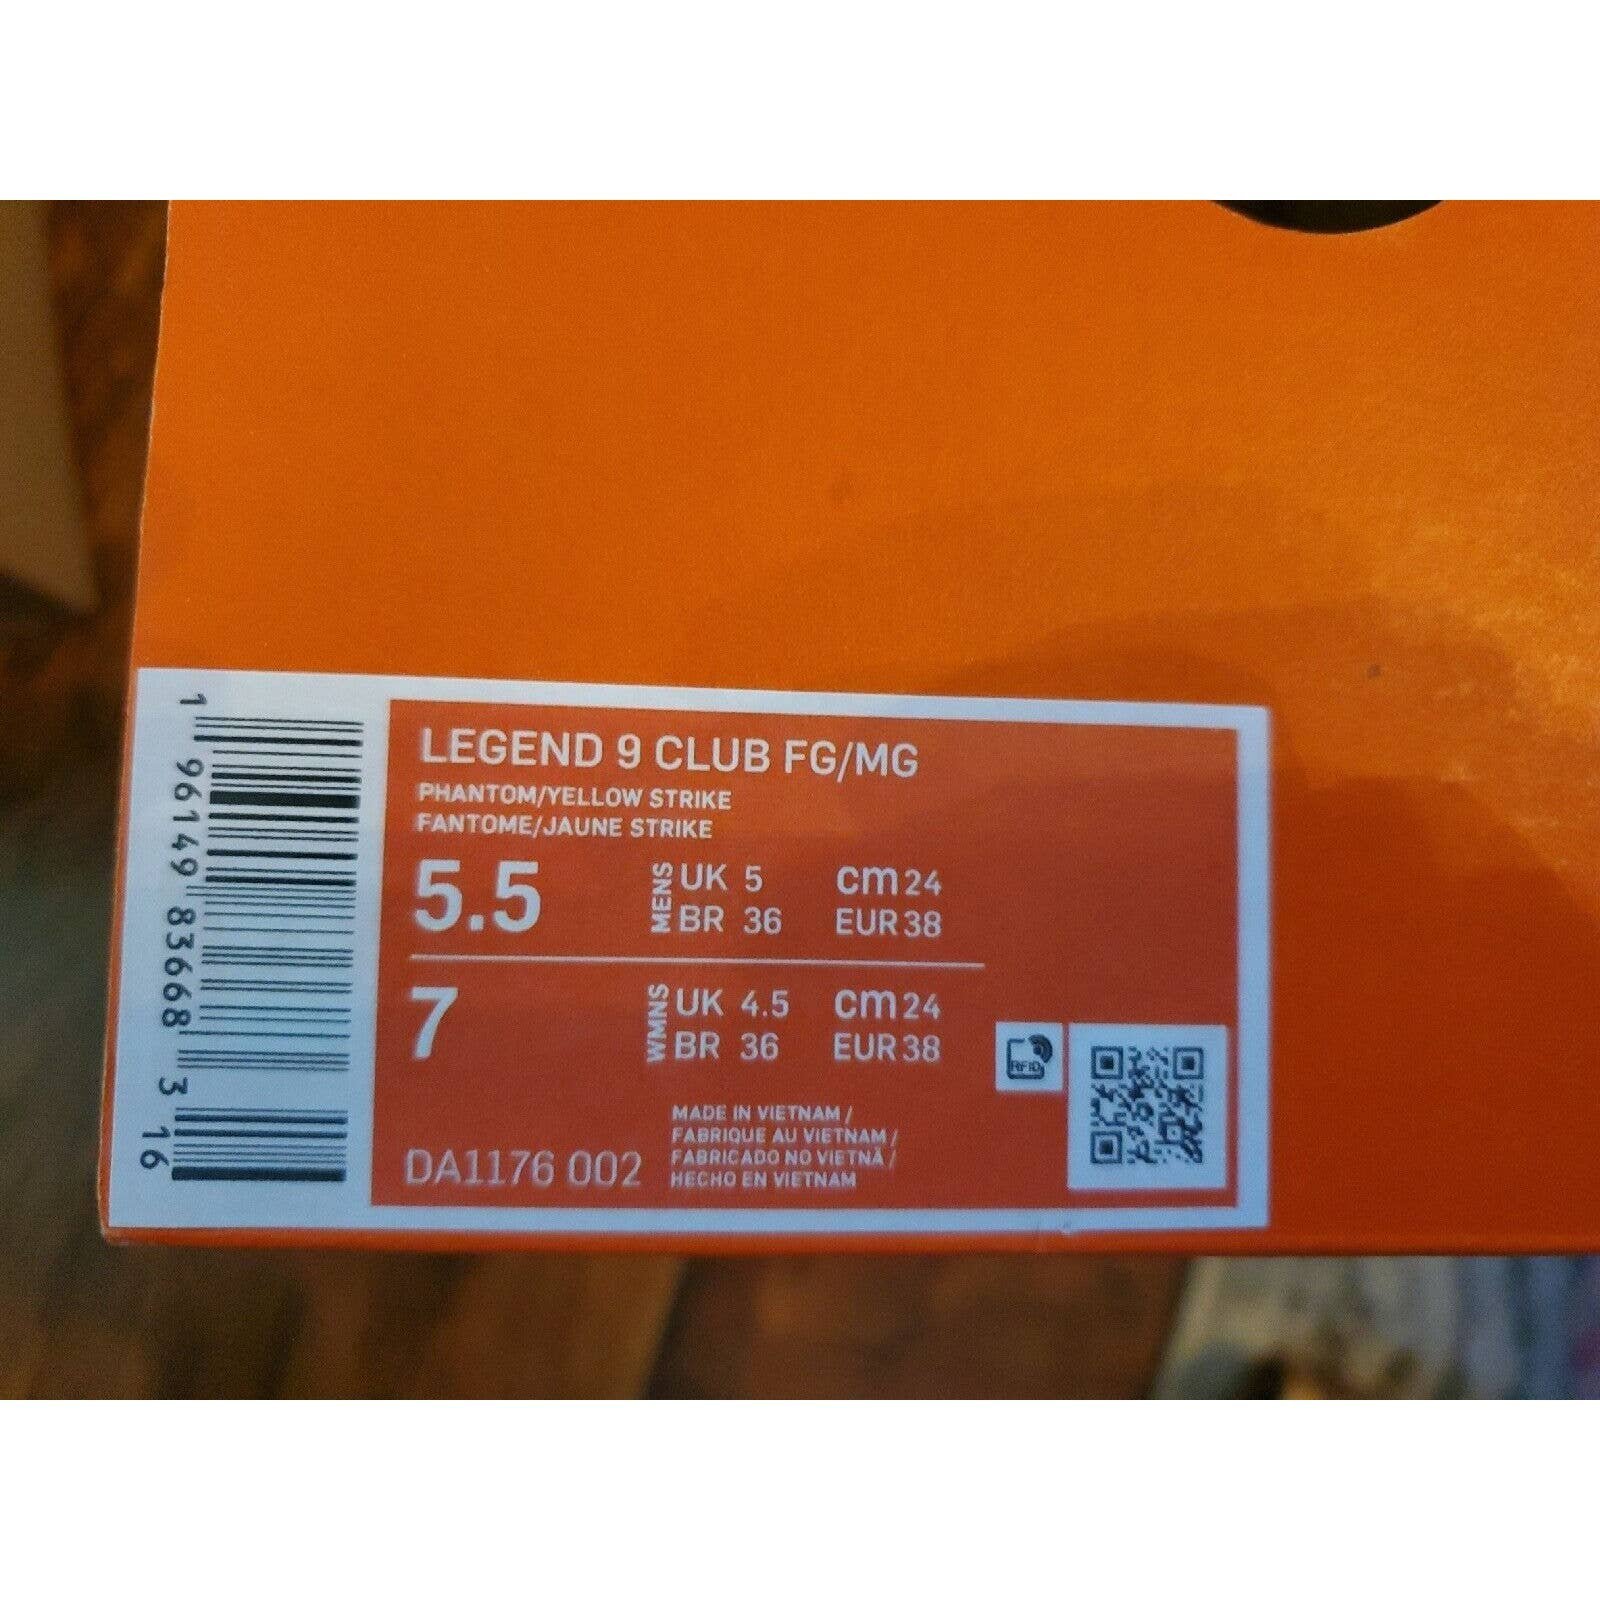 LEGEND 9 CLUB FG/MG
PHANTOM/YELLOW STRIKE
FANTOME/JAUNE STRIKE
5.5 MENS UK 5 cm 24
BR 36 EUR 38
7 WMNS UK 4.5 cm 24
BR 36 EUR 38
MADE IN VIETNAM /
FABRIQUE AU VIETNAM /
FABRICADO NO VIETNÃ /
HECHO EN VIETNAM
DA1176 002
RFID
1 96149 83668 3 16